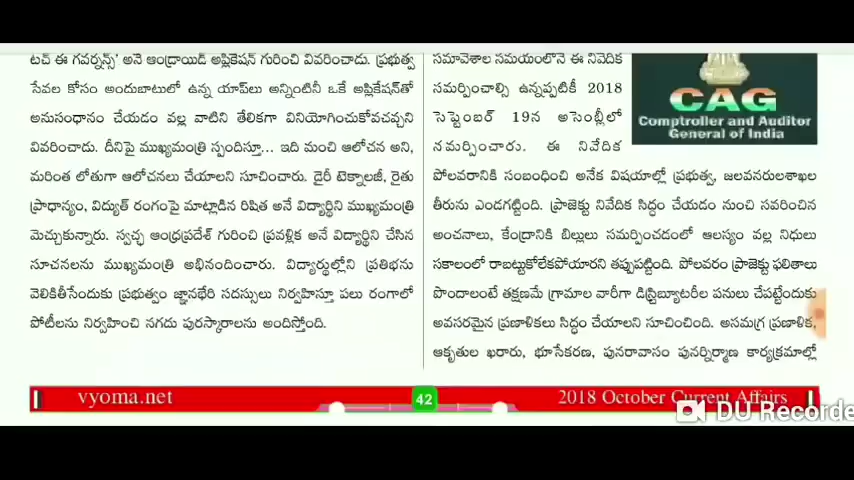 టచ్ ఈ గవర్నన్స్' అనే ఆండ్రాయిడ్ అప్లికేషన్ గురించి వివరించాడు. ప్రభుత్వ
సేవల కోసం అందుబాటులో ఉన్న యాప్‌లు అన్నింటినీ ఒకే అప్లికేషన్‌తో
అనుసంధానం చేయడం వల్ల వాటిని తేలికగా వినియోగించుకోవచవ్చని
వివరించాడు. దీనిపై ముఖ్యమంత్రి స్పందిస్తూ... ఇది మంచి ఆలోచన అని,
మరింత లోతుగా ఆలోచనలు చేయాలని సూచించారు. డైరీ టెక్నాలజీ, రైతు
ప్రాధాన్యం, విద్యుత్ రంగంపై మాట్లాడిన రిషిత అనే విద్యార్థిని ముఖ్యమంత్రి
మెచ్చుకున్నారు. స్వచ్ఛ ఆంధ్రప్రదేశ్ గురించి ప్రవళ్లిక అనే విద్యార్థిని చేసిన
సూచనలను ముఖ్యమంత్రి అభినందించారు. విద్యార్థుల్లోని ప్రతిభను
వెలికితీసేందుకు ప్రభుత్వం జ్ఞానభేరి సదస్సులు నిర్వహిస్తూ పలు రంగాలో
పోటీలను నిర్వహించి నగదు పురస్కారాలను అందిస్తోంది.
సమావేశాల సమయంలోనే ఈ నివేదిక
సమర్పించాల్సి ఉన్నప్పటికీ 2018
సెప్టెంబర్ 19న అసెంబ్లీలో
సమర్పించారు. ఈ నివేదిక
పోలవరానికి సంబంధించి అనేక విషయాల్లో ప్రభుత్వ, జలవనరులశాఖల
తీరును ఎండగట్టింది. ప్రాజెక్టు నివేదిక సిద్ధం చేయడం నుంచి సవరించిన
అంచనాలు, కేంద్రానికి బిల్లులు సమర్పించడంలో ఆలస్యం వల్ల నిధులు
సకాలంలో రాబట్టుకోలేకపోయారని తప్పుపట్టింది. పోలవరం ప్రాజెక్టు ఫలితాలు
పొందాలంటే తక్షణమే గ్రామాల వారీగా డిస్ట్రిబ్యూటరీల పనులు చేపట్టేందుకు
అవసరమైన ప్రణాళికలు సిద్ధం చేయాలని సూచించింది. అసమగ్ర ప్రణాళిక,
ఆకృతుల ఖరారు, భూసేకరణ, పునరావాసం పునర్నిర్మాణ కార్యక్రమాల్లో
CAG
Comptroller and Auditor
General of India
vyoma.net
42
2018 October Current Affairs
DU Recorde